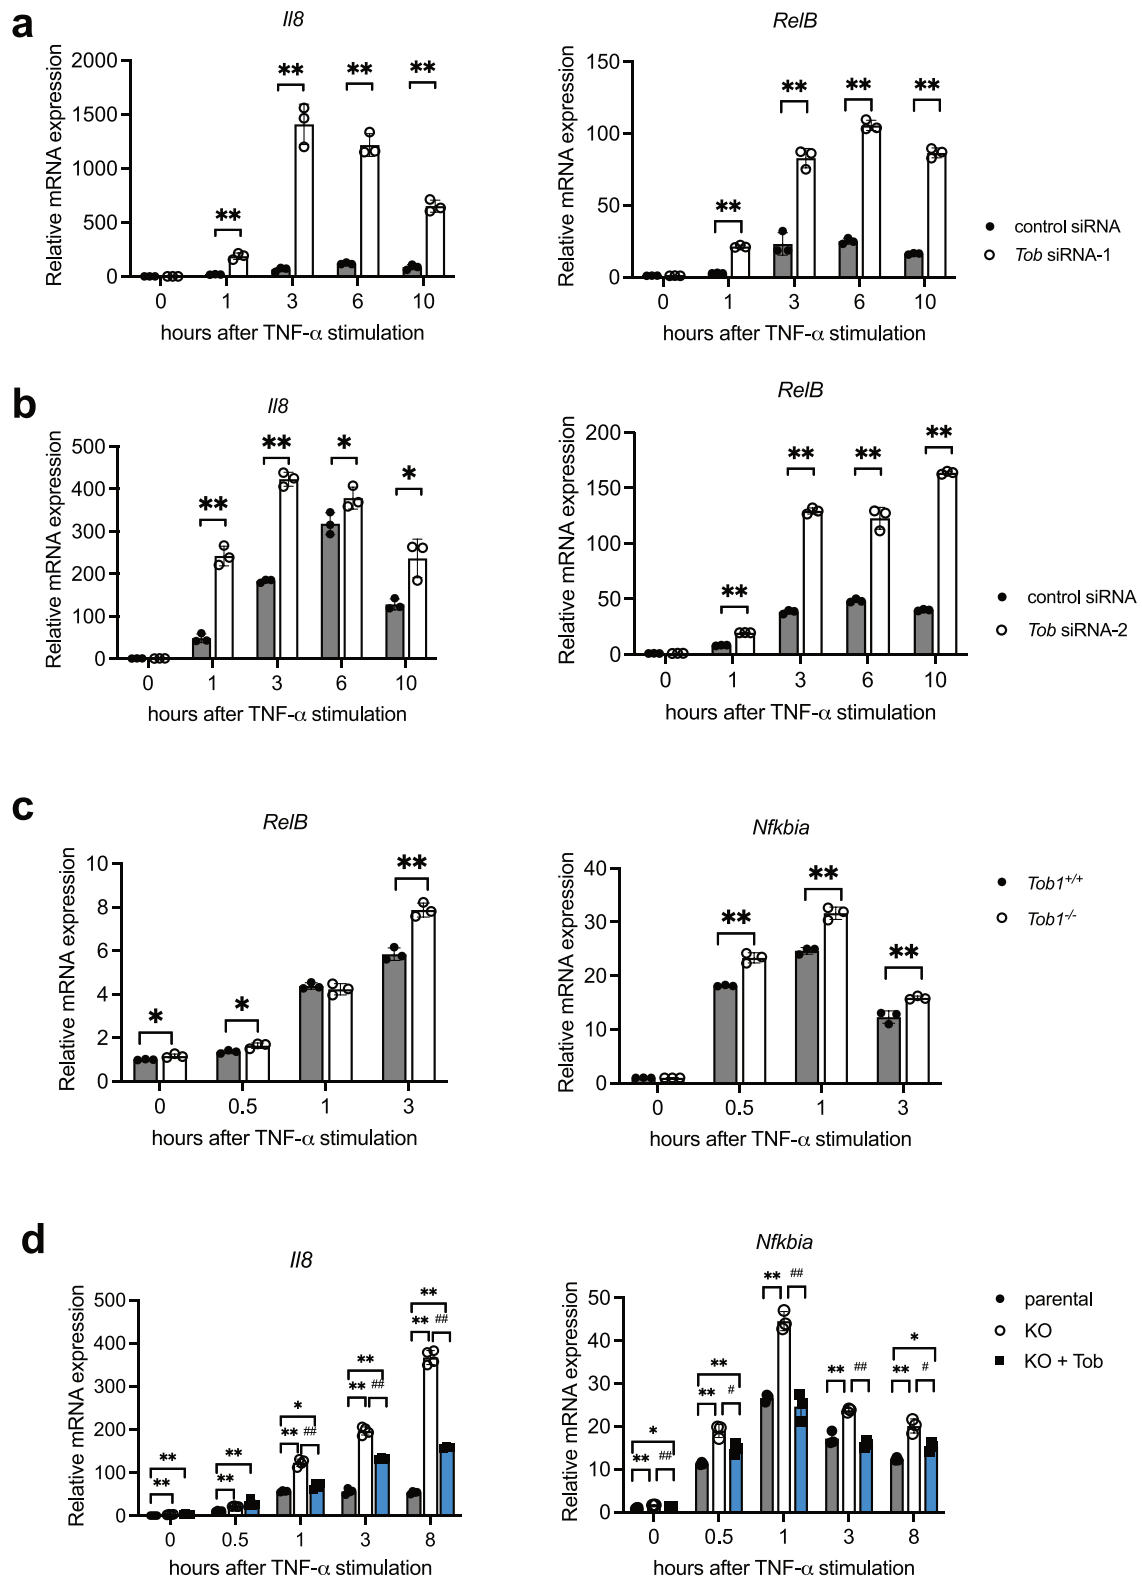 a
Il8
RelB
Relative mRNA expression
2000
1500
1000
500
0
** ** ** **
0 1 3 6 10
hours after TNF-α stimulation
Relative mRNA expression
150
100
50
0
** ** ** **
0 1 3 6 10
hours after TNF-α stimulation
control siRNA
Tob siRNA-1
b
Il8
RelB
Relative mRNA expression
500
400
300
200
100
0
** ** * *
0 1 3 6 10
hours after TNF-α stimulation
Relative mRNA expression
200
150
100
50
0
** ** ** **
0 1 3 6 10
hours after TNF-α stimulation
control siRNA
Tob siRNA-2
c
RelB
Nfkbia
Relative mRNA expression
10
8
6
4
2
0
* * **
0 0.5 1 3
hours after TNF-α stimulation
Relative mRNA expression
40
30
20
10
0
** ** **
0 0.5 1 3
hours after TNF-α stimulation
Tob1+/+
Tob1-/-
d
Il8
Nfkbia
Relative mRNA expression
500
400
300
200
100
0
** **
** **
* ** ##
** ** ##
** ** ##
0 0.5 1 3 8
hours after TNF-α stimulation
Relative mRNA expression
50
40
30
20
10
0
* ** ##
** ** #
** ##
** ##
* ** #
0 0.5 1 3 8
hours after TNF-α stimulation
parental
KO
KO + Tob